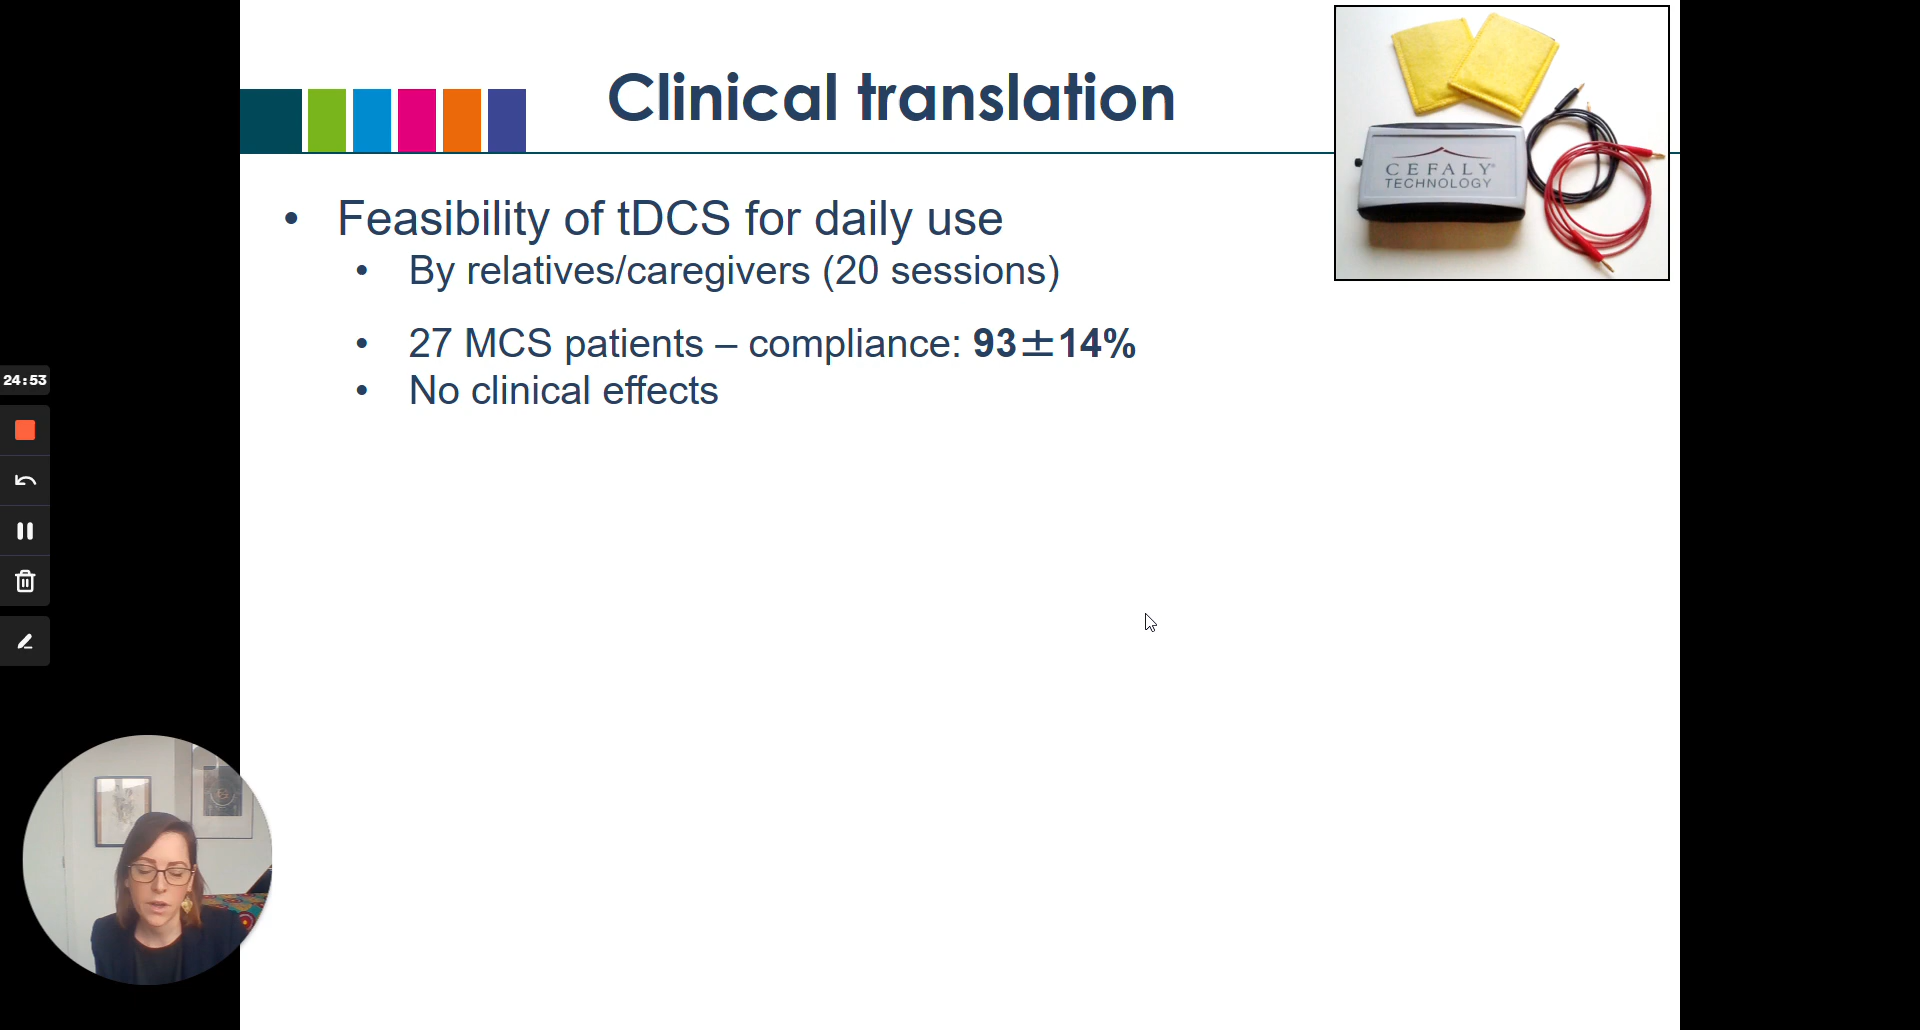 Clinical translation
CEFALY®
TECHNOLOGY
• Feasibility of tDCS for daily use
• By relatives/caregivers (20 sessions)
• 27 MCS patients – compliance: 93±14%
• No clinical effects
24:53